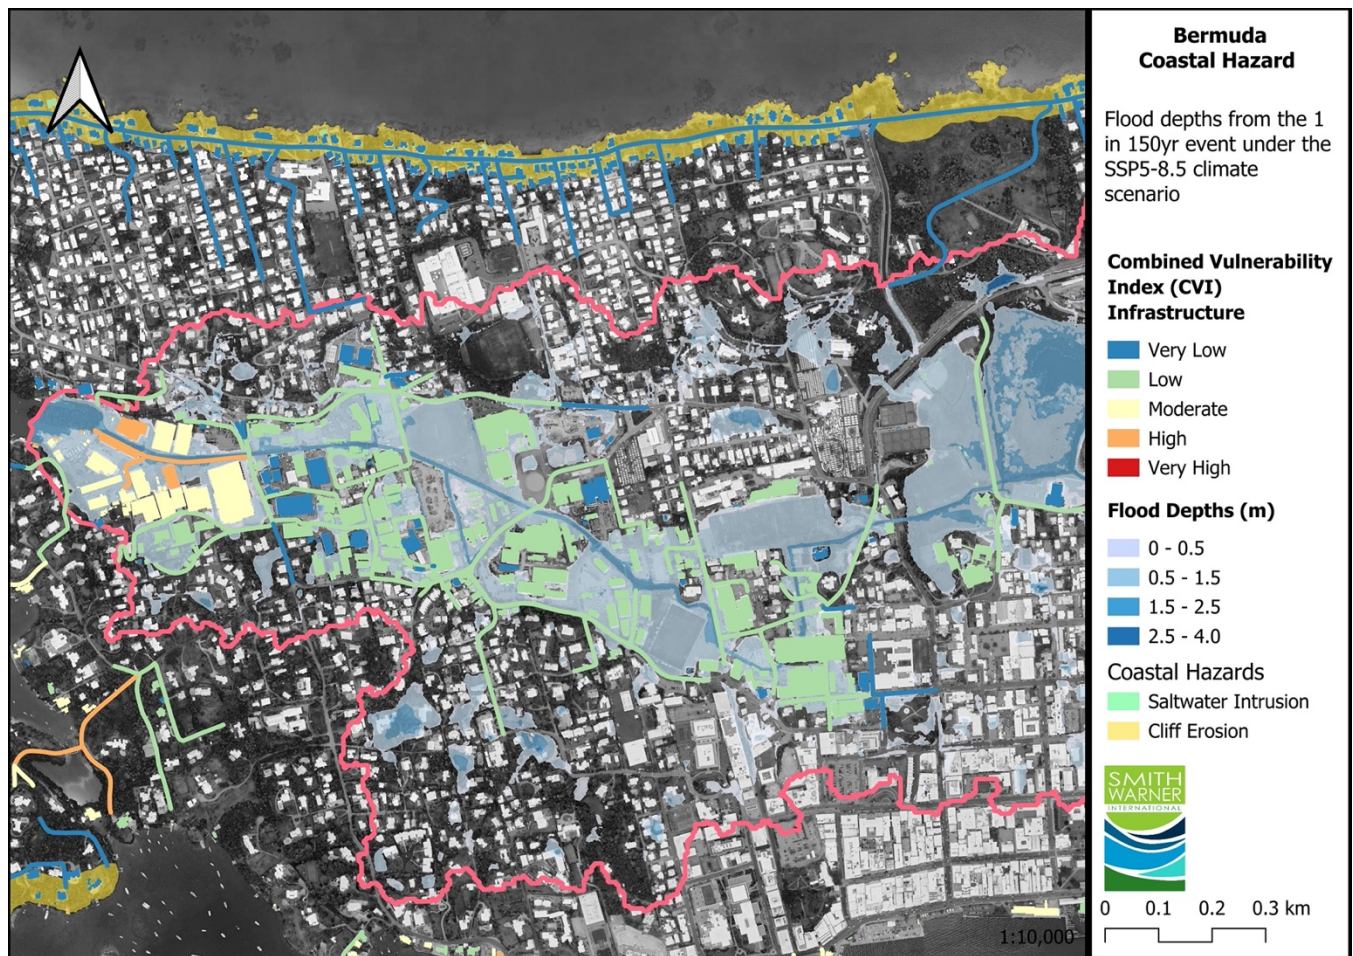 Bermuda
Coastal Hazard
Flood depths from the 1
in 150yr event under the
SSP5-8.5 climate
scenario
Combined Vulnerability
Index (CVI)
Infrastructure
Very Low
Low
Moderate
High
Very High
Flood Depths (m)
0 - 0.5
0.5 - 1.5
1.5 - 2.5
2.5 - 4.0
Coastal Hazards
Saltwater Intrusion
Cliff Erosion
SMITH
WARNER
INTERNATIONAL
0 0.1 0.2 0.3 km
1:10,000